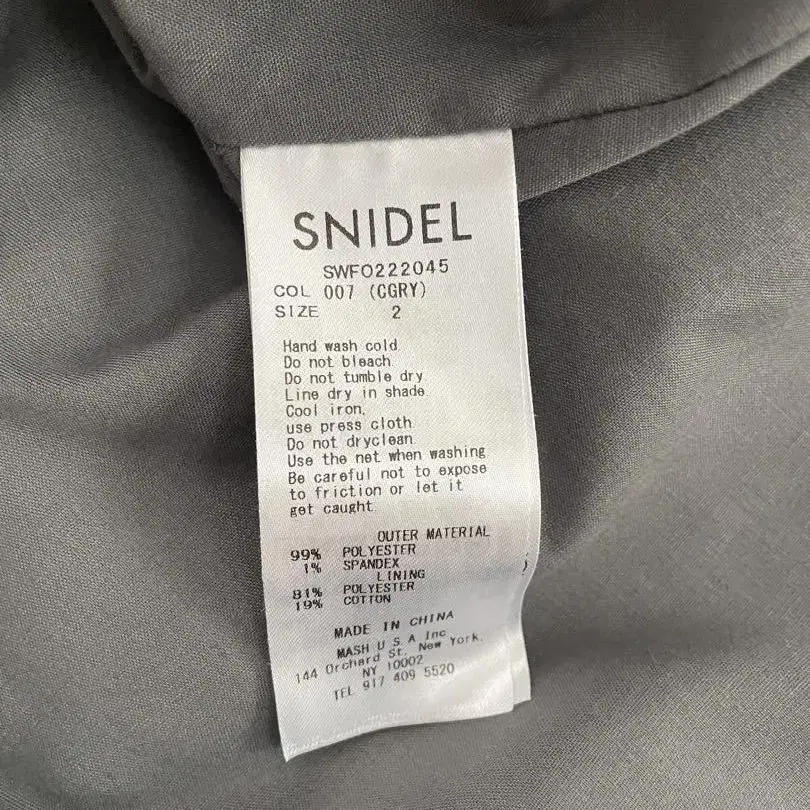 SNIDEL
SWFO222045
COL 007 (CGRY)
SIZE 2
Hand wash cold
Do not bleach
Do not tumble dry
Line dry in shade
Cool iron,
use press cloth
Do not dryclean
Use the net when washing
Be careful not to expose
to friction or let it
get caught
OUTER MATERIAL
99% POLYESTER
1% SPANDEX
LINING
81% POLYESTER
19% COTTON
MADE IN CHINA
MASH U S A Inc
144 Orchard St. New York,
NY 10002
TEL 917 409 5520